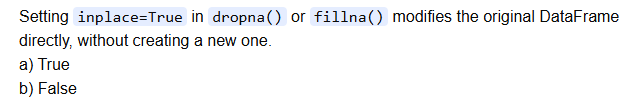 Setting inplace=True in dropna() or fillna() modifies the original DataFrame
directly, without creating a new one.
a) True
b) False